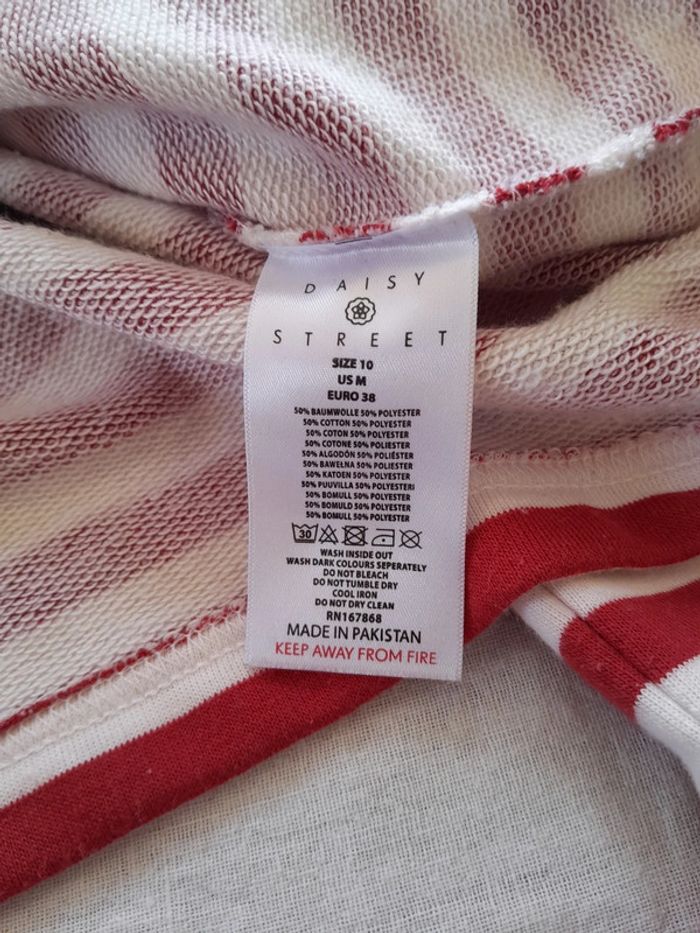 DAISY
STREET
SIZE 10
US M
EURO 38
50% BAUMWOLLE 50% POLYESTER
50% COTTON 50% POLYESTER
50% COTON 50% POLYESTER
50% COTONE 50% POLIESTER
50% ALGODÓN 50% POLIÉSTER
50% BAWEŁNA 50% POLYESTER
50% KATOEN 50% POLYESTER
50% PUUVILLA 50% POLYESTERI
50% BOMULL 50% POLYESTER
50% BOMULD 50% POLYESTER
50% BOMULL 50% POLYESTER
30
WASH INSIDE OUT
WASH DARK COLOURS SEPERATELY
DO NOT BLEACH
DO NOT TUMBLE DRY
COOL IRON
DO NOT DRY CLEAN
RN167868
MADE IN PAKISTAN
KEEP AWAY FROM FIRE